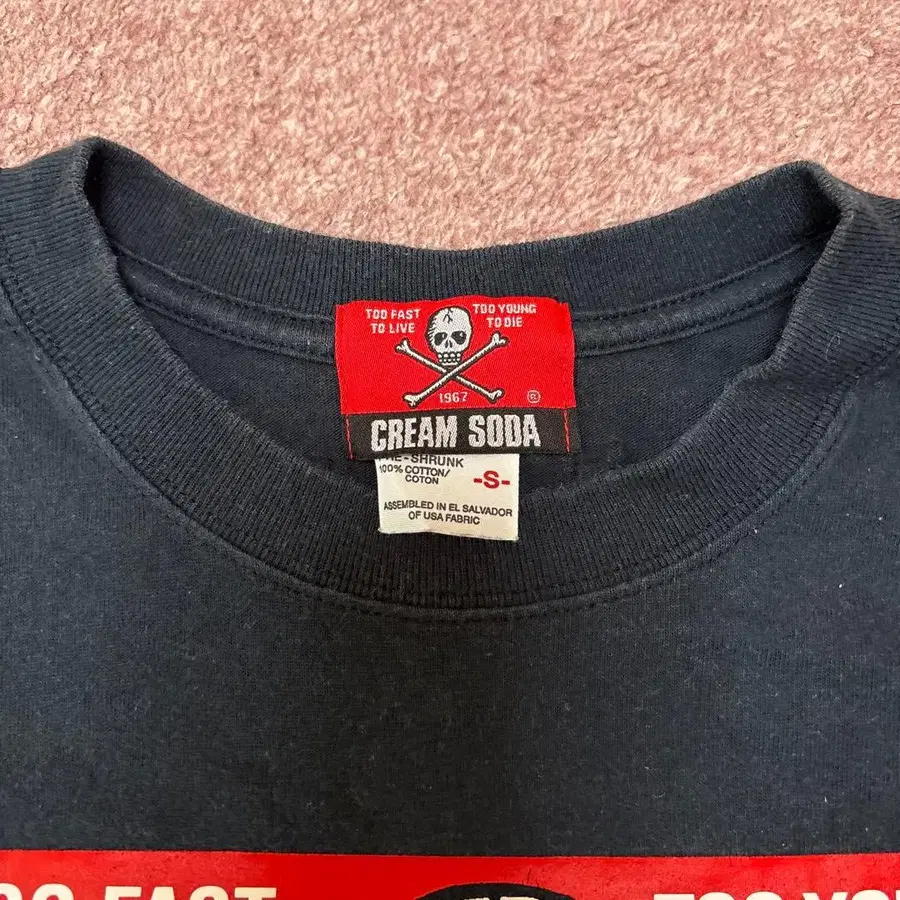 TOO FAST TOO YOUNG
TO LIVE TO DIE
1967 ®
CREAM SODA
-SHRUNK
100% COTTON/
COTON
-S-
ASSEMBLED IN EL SALVADOR
OF USA FABRIC
FAST